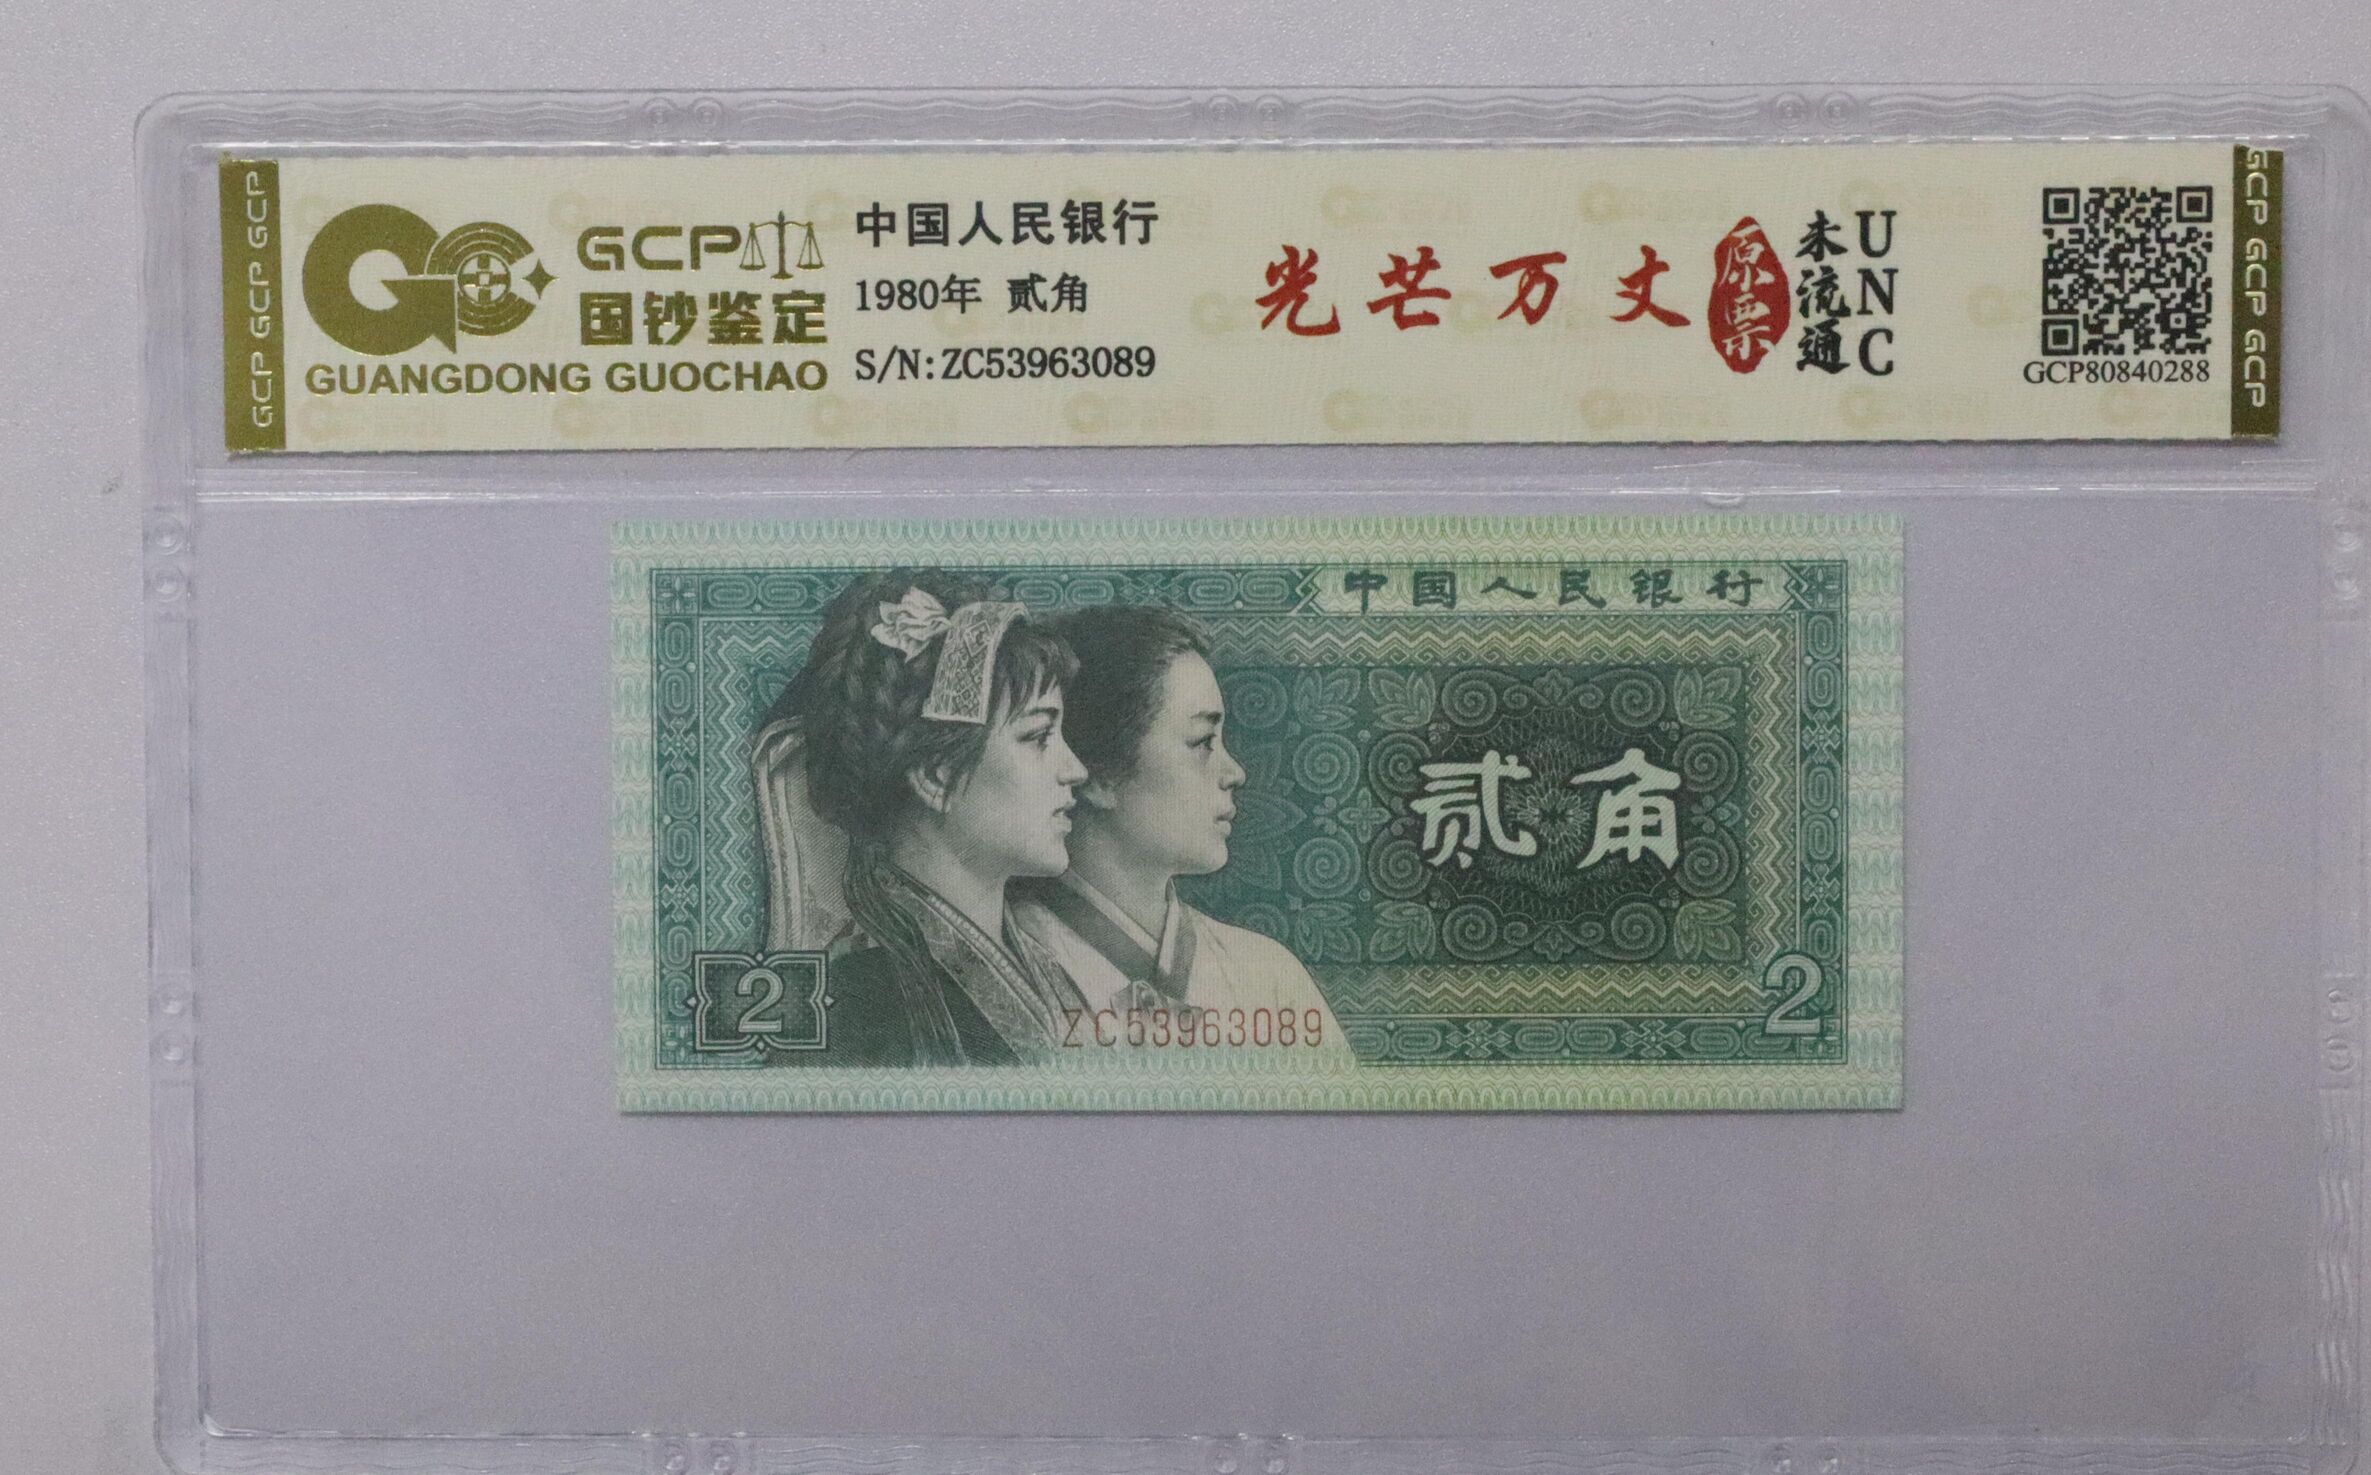 GCP GCP GCP
GCP
国钞鉴定
GUANGDONG GUOCHAO
中国人民银行
1980年 贰角
S/N:ZC53963089
光芒万丈
原票
未流通
UNC
GCP80840288
GCP GCP GCP
中国人民银行
贰角
2
ZC53963089
2